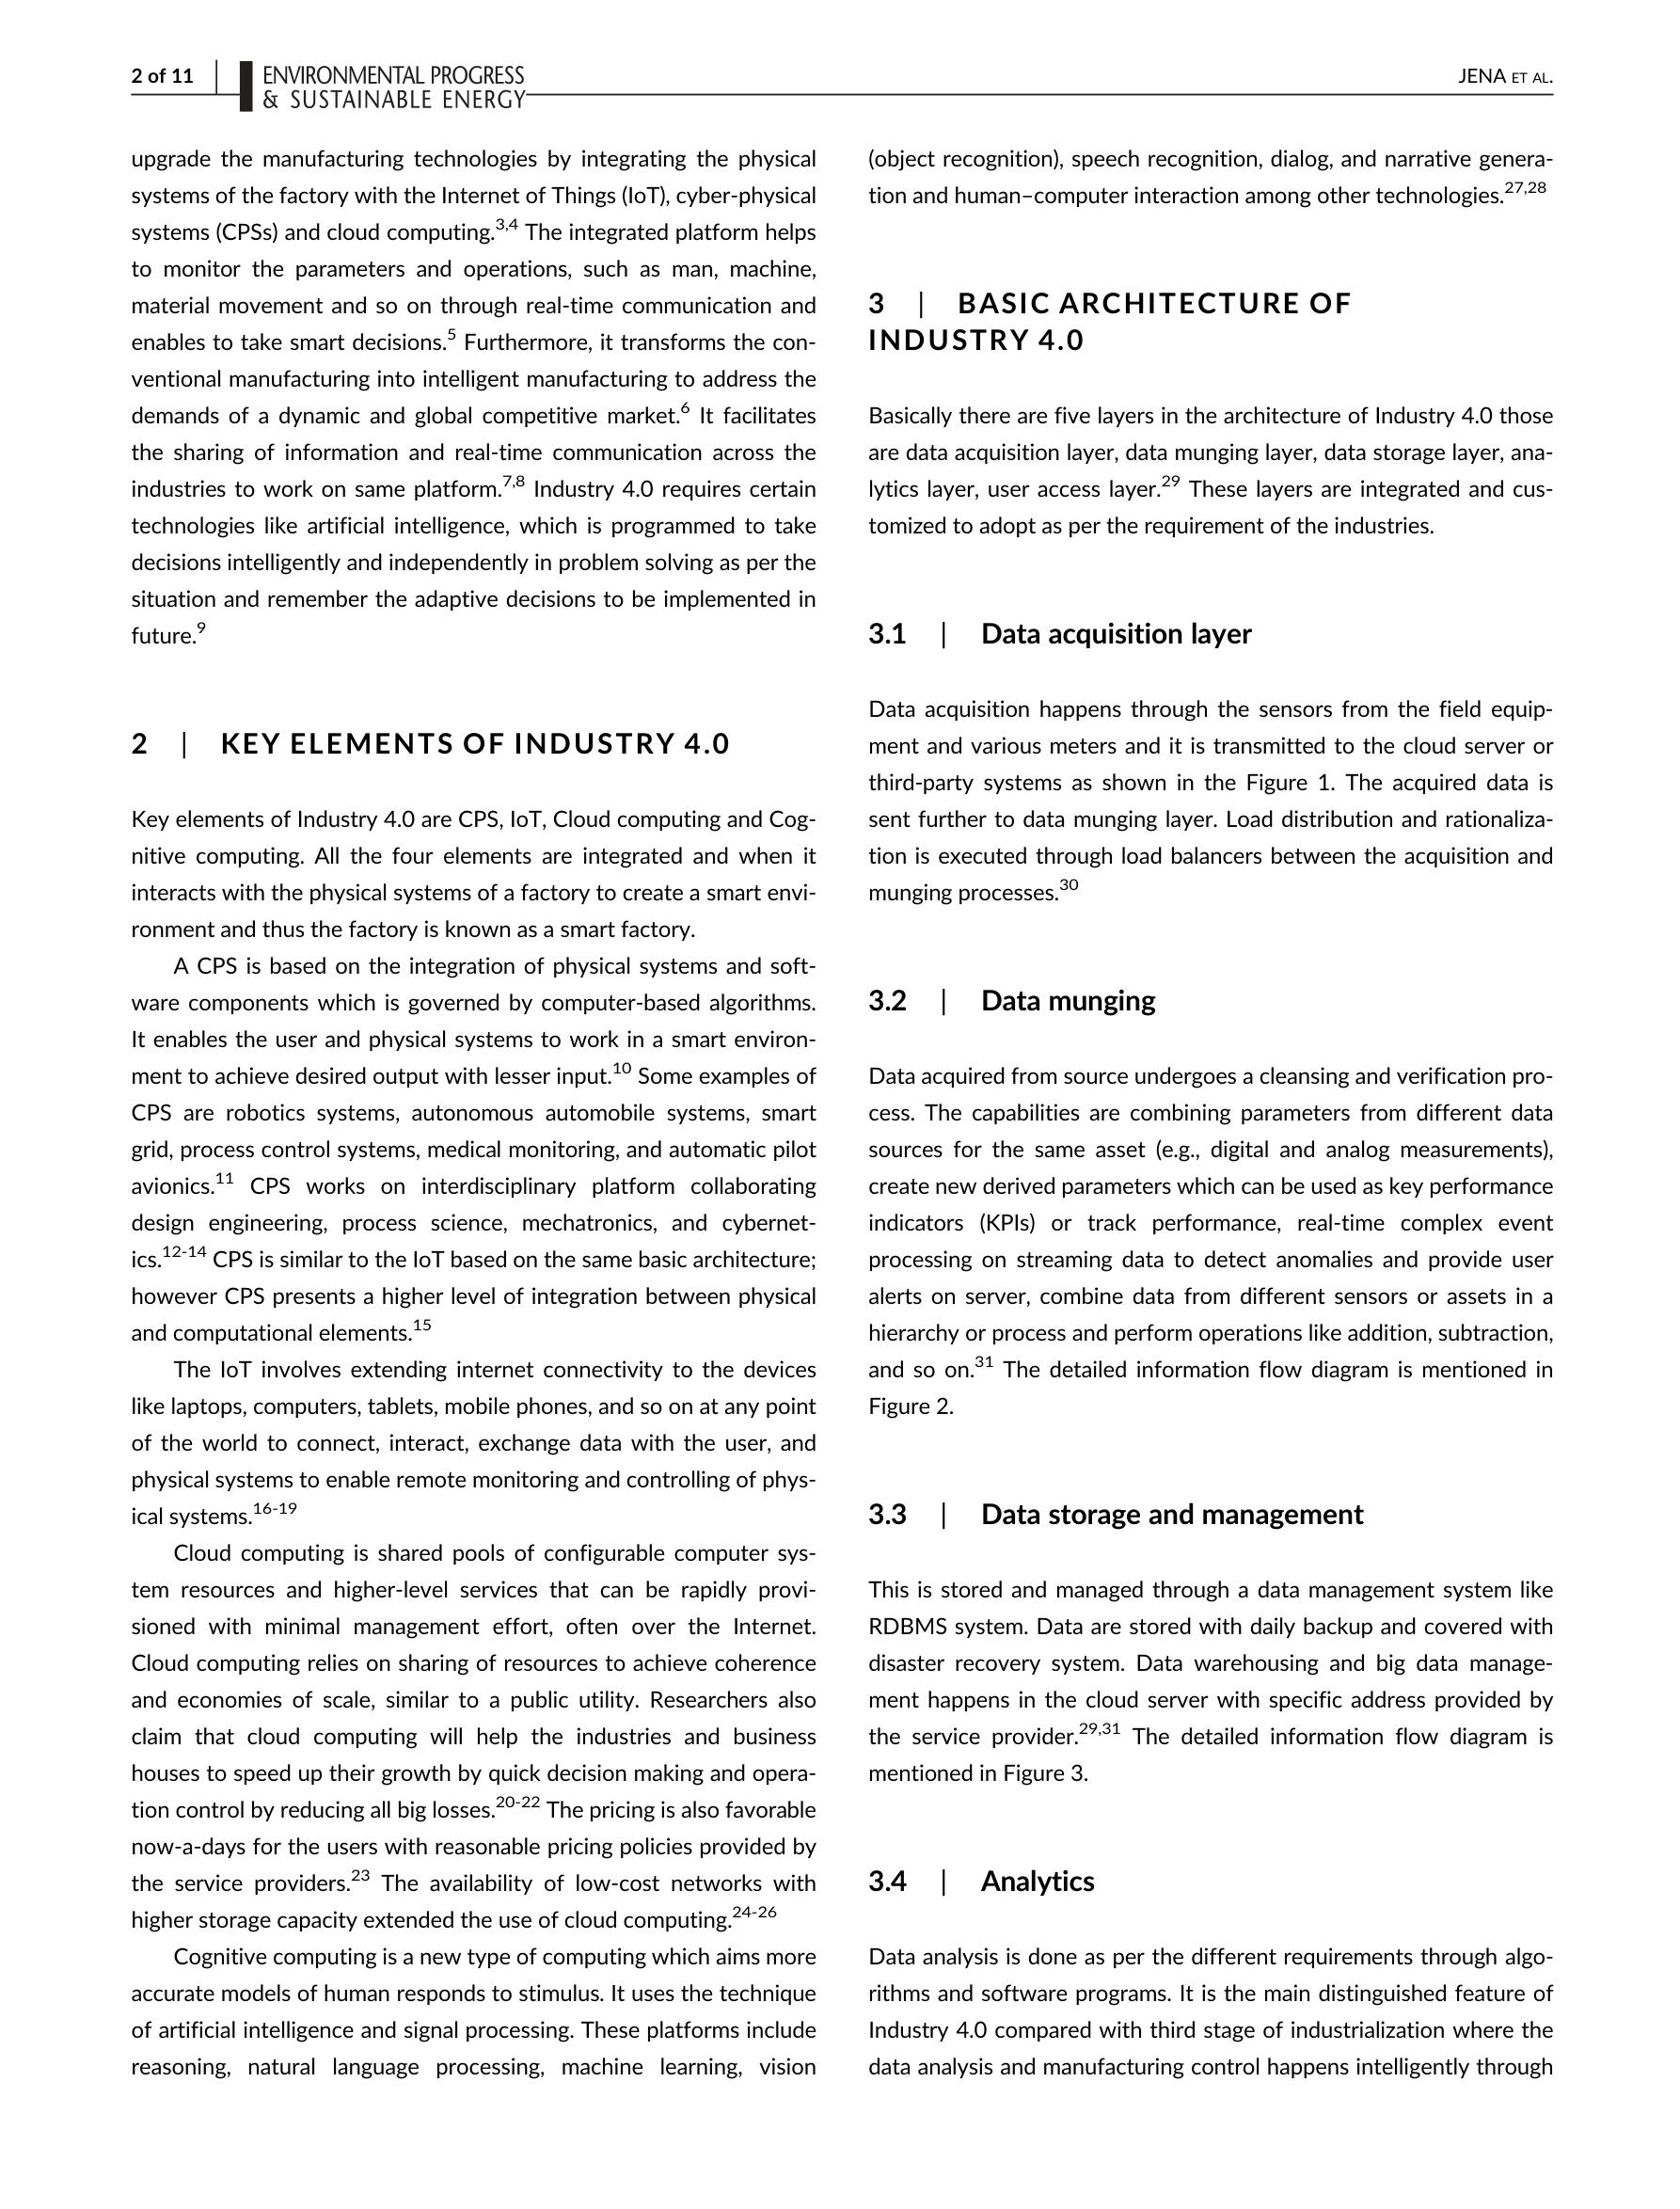 2 of 11
ENVIRONMENTAL PROGRESS
& SUSTAINABLE ENERGY
JENA ET AL.
upgrade the manufacturing technologies by integrating the physical
systems of the factory with the Internet of Things (IoT), cyber-physical
systems (CPSs) and cloud computing.3,4 The integrated platform helps
to monitor the parameters and operations, such as man, machine,
material movement and so on through real-time communication and
enables to take smart decisions.5 Furthermore, it transforms the con-
ventional manufacturing into intelligent manufacturing to address the
demands of a dynamic and global competitive market.6 It facilitates
the sharing of information and real-time communication across the
industries to work on same platform.7,8 Industry 4.0 requires certain
technologies like artificial intelligence, which is programmed to take
decisions intelligently and independently in problem solving as per the
situation and remember the adaptive decisions to be implemented in
future.9
2 | KEY ELEMENTS OF INDUSTRY 4.0
Key elements of Industry 4.0 are CPS, IoT, Cloud computing and Cog-
nitive computing. All the four elements are integrated and when it
interacts with the physical systems of a factory to create a smart envi-
ronment and thus the factory is known as a smart factory.
A CPS is based on the integration of physical systems and soft-
ware components which is governed by computer-based algorithms.
It enables the user and physical systems to work in a smart environ-
ment to achieve desired output with lesser input.10 Some examples of
CPS are robotics systems, autonomous automobile systems, smart
grid, process control systems, medical monitoring, and automatic pilot
avionics.11 CPS works on interdisciplinary platform collaborating
design engineering, process science, mechatronics, and cybernet-
ics.12-14 CPS is similar to the IoT based on the same basic architecture;
however CPS presents a higher level of integration between physical
and computational elements.15
The IoT involves extending internet connectivity to the devices
like laptops, computers, tablets, mobile phones, and so on at any point
of the world to connect, interact, exchange data with the user, and
physical systems to enable remote monitoring and controlling of phys-
ical systems.16-19
Cloud computing is shared pools of configurable computer sys-
tem resources and higher-level services that can be rapidly provi-
sioned with minimal management effort, often over the Internet.
Cloud computing relies on sharing of resources to achieve coherence
and economies of scale, similar to a public utility. Researchers also
claim that cloud computing will help the industries and business
houses to speed up their growth by quick decision making and opera-
tion control by reducing all big losses.20-22 The pricing is also favorable
now-a-days for the users with reasonable pricing policies provided by
the service providers.23 The availability of low-cost networks with
higher storage capacity extended the use of cloud computing.24-26
Cognitive computing is a new type of computing which aims more
accurate models of human responds to stimulus. It uses the technique
of artificial intelligence and signal processing. These platforms include
reasoning, natural language processing, machine learning, vision
(object recognition), speech recognition, dialog, and narrative genera-
tion and human–computer interaction among other technologies.27,28
3 | BASIC ARCHITECTURE OF
INDUSTRY 4.0
Basically there are five layers in the architecture of Industry 4.0 those
are data acquisition layer, data munging layer, data storage layer, ana-
lytics layer, user access layer.29 These layers are integrated and cus-
tomized to adopt as per the requirement of the industries.
3.1 | Data acquisition layer
Data acquisition happens through the sensors from the field equip-
ment and various meters and it is transmitted to the cloud server or
third-party systems as shown in the Figure 1. The acquired data is
sent further to data munging layer. Load distribution and rationaliza-
tion is executed through load balancers between the acquisition and
munging processes.30
3.2 | Data munging
Data acquired from source undergoes a cleansing and verification pro-
cess. The capabilities are combining parameters from different data
sources for the same asset (e.g., digital and analog measurements),
create new derived parameters which can be used as key performance
indicators (KPIs) or track performance, real-time complex event
processing on streaming data to detect anomalies and provide user
alerts on server, combine data from different sensors or assets in a
hierarchy or process and perform operations like addition, subtraction,
and so on.31 The detailed information flow diagram is mentioned in
Figure 2.
3.3 | Data storage and management
This is stored and managed through a data management system like
RDBMS system. Data are stored with daily backup and covered with
disaster recovery system. Data warehousing and big data manage-
ment happens in the cloud server with specific address provided by
the service provider.29,31 The detailed information flow diagram is
mentioned in Figure 3.
3.4 | Analytics
Data analysis is done as per the different requirements through algo-
rithms and software programs. It is the main distinguished feature of
Industry 4.0 compared with third stage of industrialization where the
data analysis and manufacturing control happens intelligently through